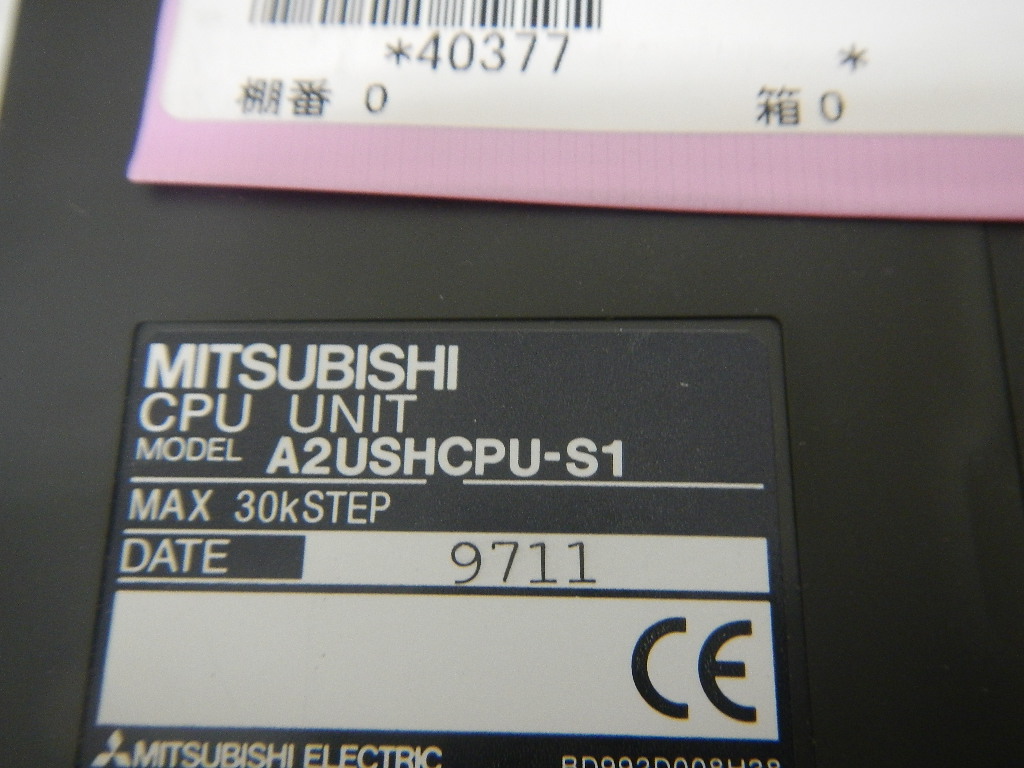 *40377 *
棚番 0 箱 0
MITSUBISHI
CPU UNIT
MODEL A2USHCPU-S1
MAX 30kSTEP
DATE 9711
CE
MITSUBISHI ELECTRIC